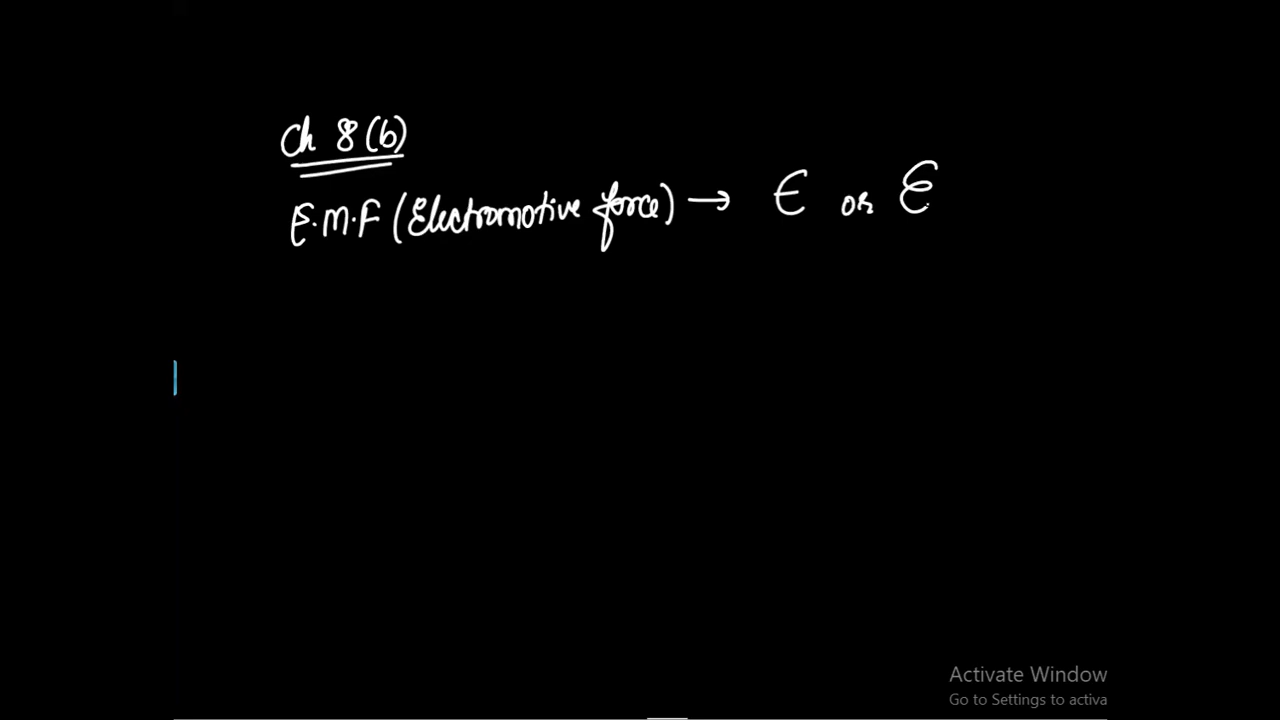 Ch 8(b)
E.M.F (Electromotive force) → ϵ or Ɛ
Activate Window
Go to Settings to activa